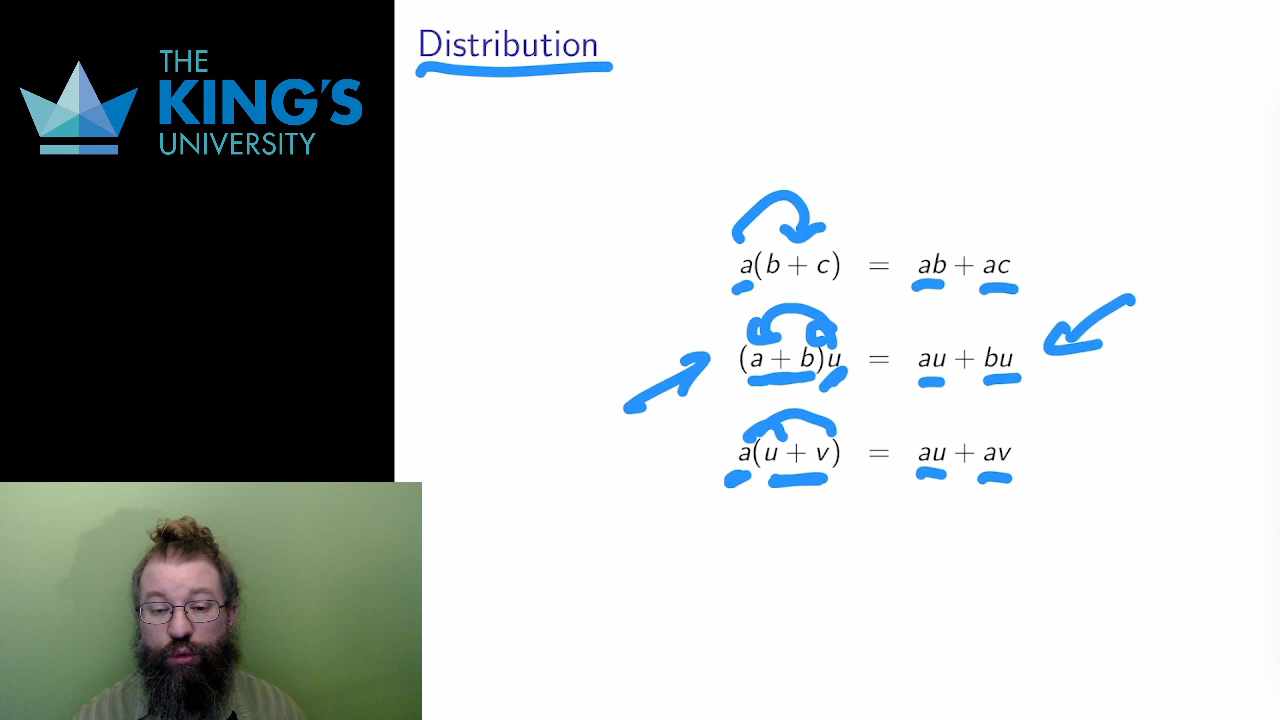 THE
KING'S
UNIVERSITY
Distribution
a(b + c) = ab + ac
(a + b)u = au + bu
a(u + v) = au + av